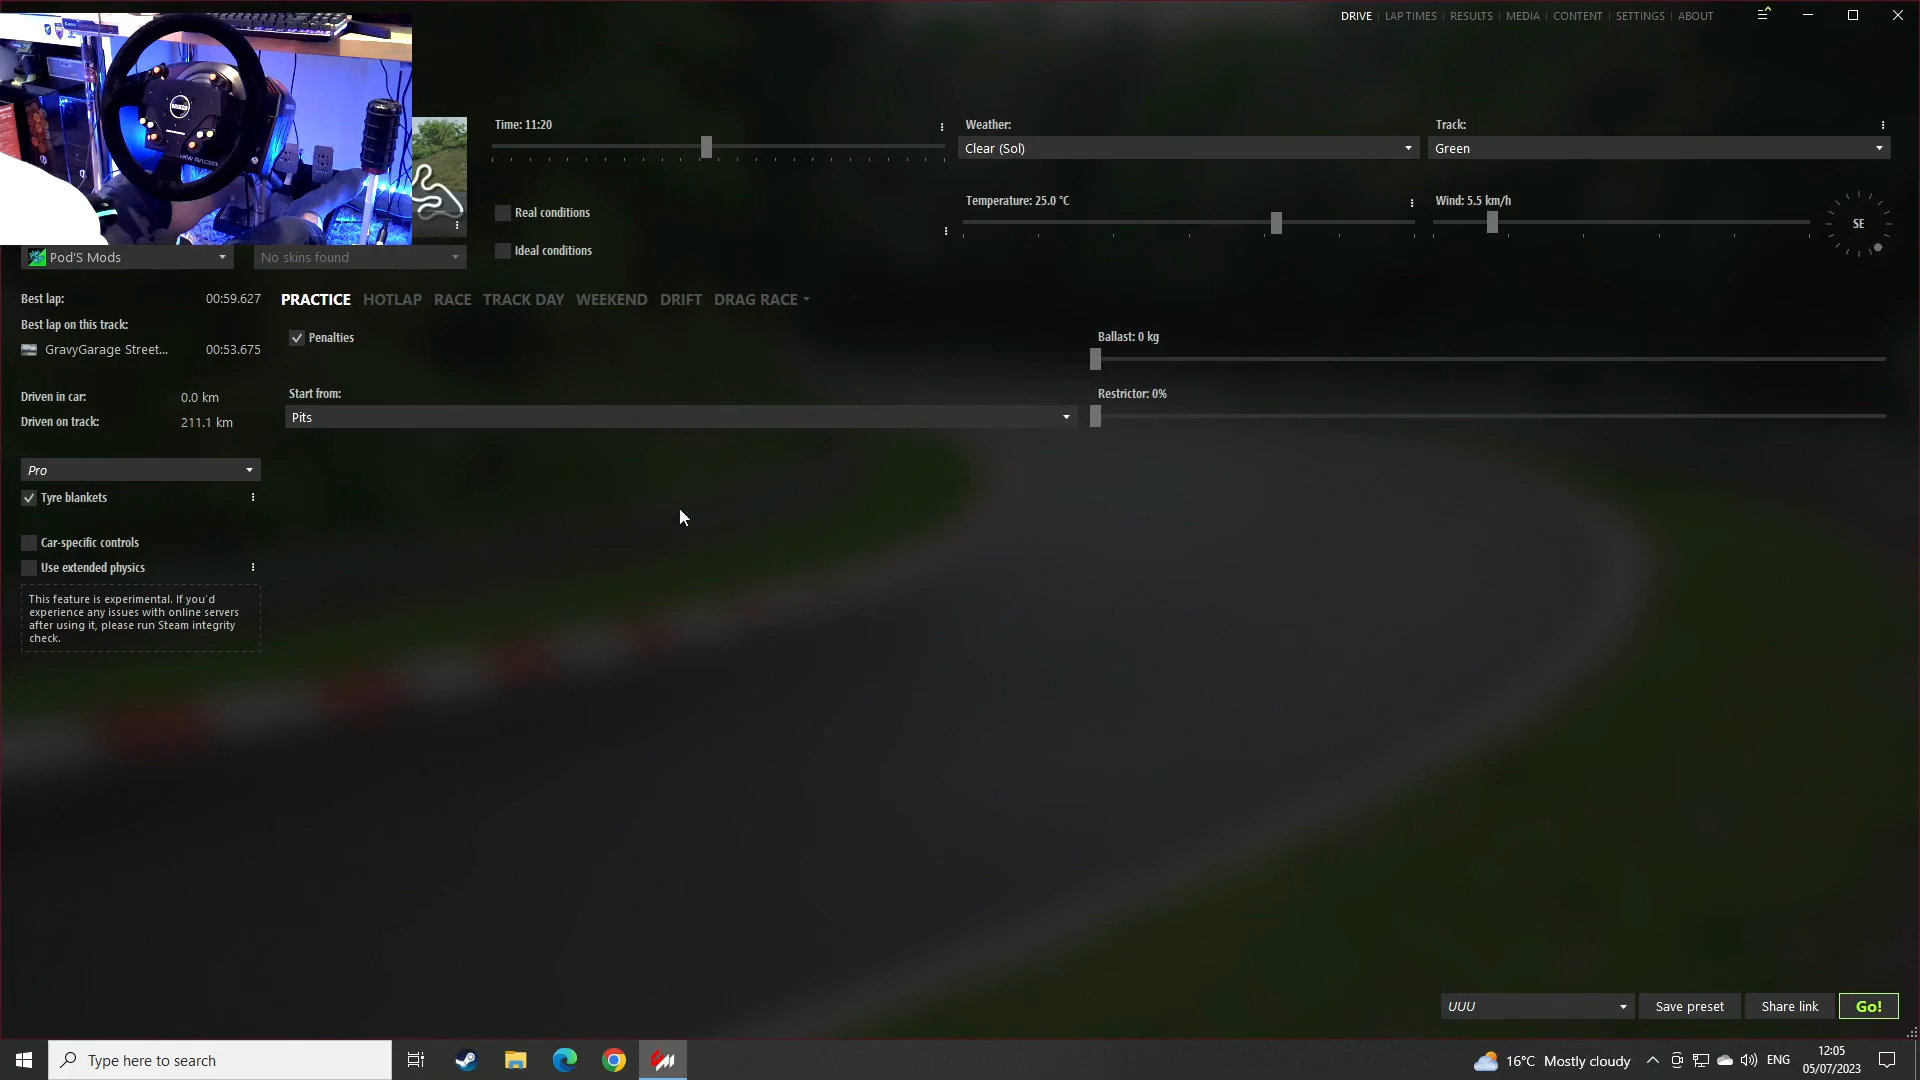 DRIVE | LAP TIMES | RESULTS | MEDIA | CONTENT | SETTINGS | ABOUT
Time: 11:20
Weather:
Track:
Clear (Sol)
Green
Real conditions
Temperature: 25.0 °C
Wind: 5.5 km/h
SE
Ideal conditions
Pod'S Mods
No skins found
Best lap: 00:59.627
PRACTICE HOTLAP RACE TRACK DAY WEEKEND DRIFT DRAG RACE
Best lap on this track:
Penalties
Ballast: 0 kg
GravyGarage Street... 00:53.675
Driven in car: 0.0 km
Start from:
Restrictor: 0%
Driven on track: 211.1 km
Pits
Pro
Tyre blankets
Car-specific controls
Use extended physics
This feature is experimental. If you'd
experience any issues with online servers
after using it, please run Steam integrity
check.
UUU
Save preset
Share link
Go!
Type here to search
16°C Mostly cloudy
ENG
12:05
05/07/2023